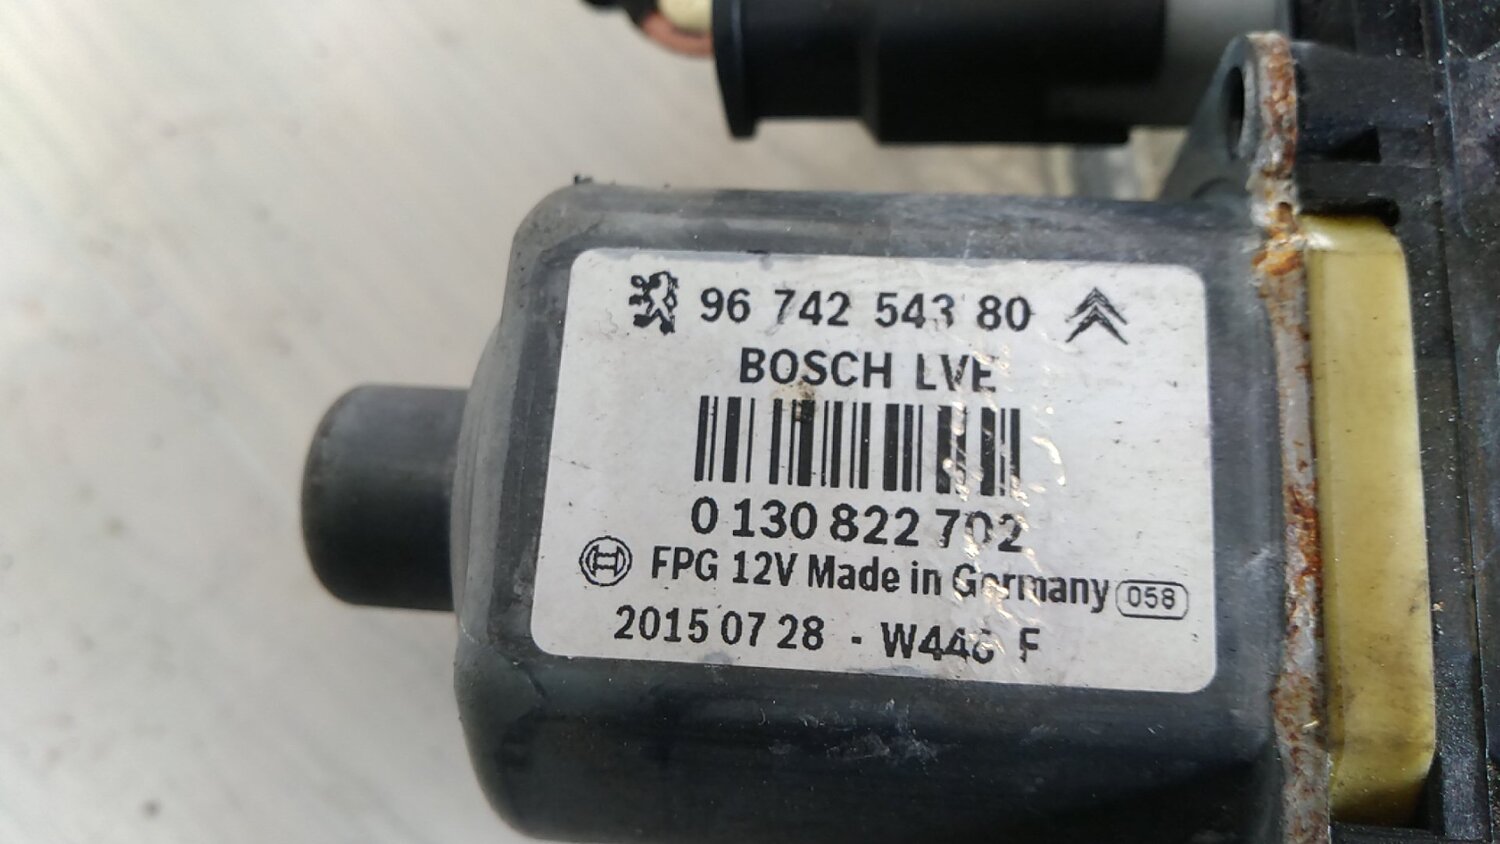 96 742 543 80
BOSCH LVE
0 130 822 702
FPG 12V Made in Germany 058
2015 07 28 - W446 F